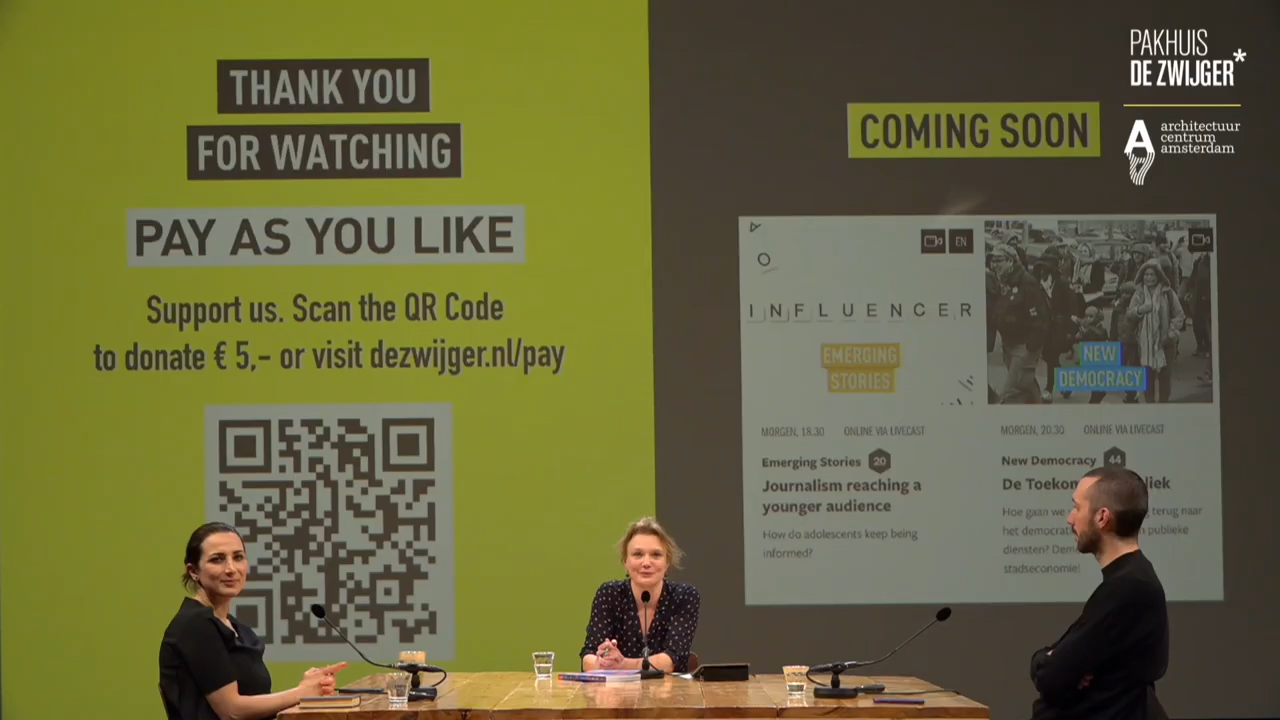 THANK YOU
FOR WATCHING
PAY AS YOU LIKE
Support us. Scan the QR Code
to donate € 5,- or visit dezwijger.nl/pay
PAKHUIS
DE ZWIJGER*
architectuur
centrum
amsterdam
COMING SOON
EN
INFLUENCER
EMERGING
STORIES
MORGEN, 18.30 ONLINE VIA LIVECAST
Emerging Stories 20
Journalism reaching a
younger audience
How do adolescents keep being
informed?
NEW
DEMOCRACY
MORGEN, 20.30 ONLINE VIA LIVECAST
New Democracy 44
De
Hoe gaan we terug naar
het publieke
diensten?
stadseconomie!